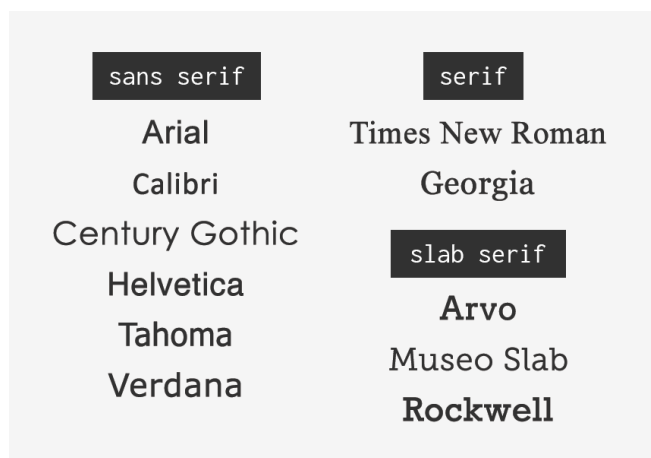 sans serif
Arial
Calibri
Century Gothic
Helvetica
Tahoma
Verdana
serif
Times New Roman
Georgia
slab serif
Arvo
Museo Slab
Rockwell